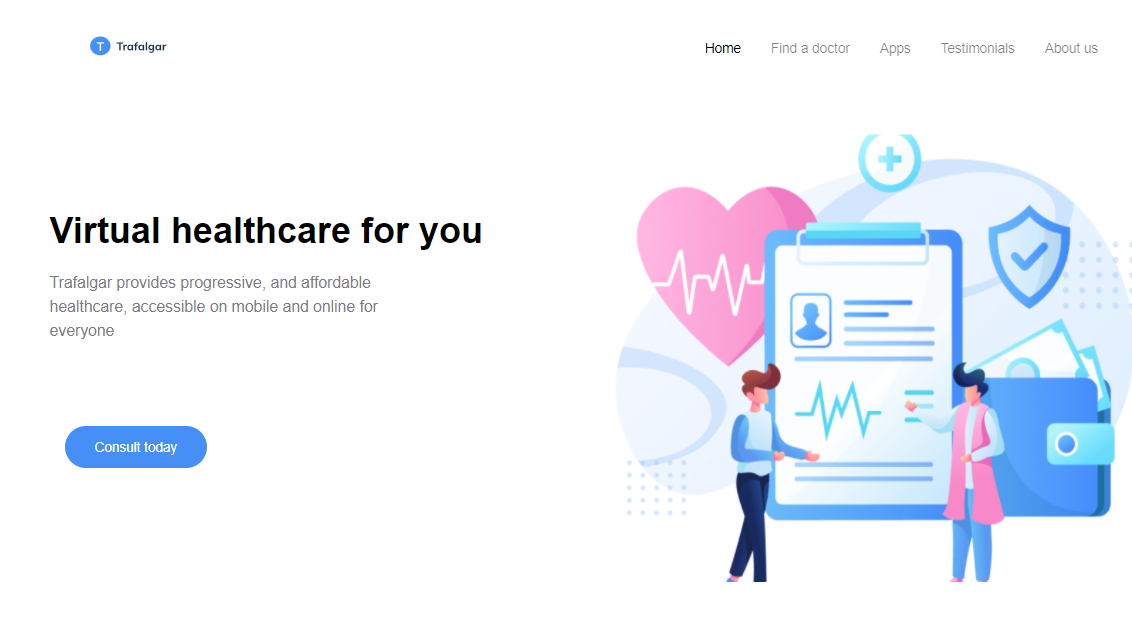 T Trafalgar
Home Find a doctor Apps Testimonials About us
Virtual healthcare for you
Trafalgar provides progressive, and affordable
healthcare, accessible on mobile and online for
everyone
Consult today